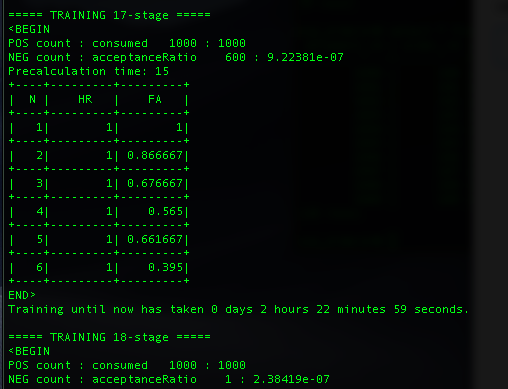 ===== TRAINING 17-stage =====
<BEGIN
POS count : consumed   1000 : 1000
NEG count : acceptanceRatio    600 : 9.22381e-07
Precalculation time: 15
+----+---------+---------+
|  N |    HR   |    FA   |
+----+---------+---------+
|   1|        1|        1|
+----+---------+---------+
|   2|        1| 0.866667|
+----+---------+---------+
|   3|        1| 0.676667|
+----+---------+---------+
|   4|        1|    0.565|
+----+---------+---------+
|   5|        1| 0.661667|
+----+---------+---------+
|   6|        1|    0.395|
+----+---------+---------+
END>
Training until now has taken 0 days 2 hours 22 minutes 59 seconds.
===== TRAINING 18-stage =====
<BEGIN
POS count : consumed   1000 : 1000
NEG count : acceptanceRatio    1 : 2.38419e-07